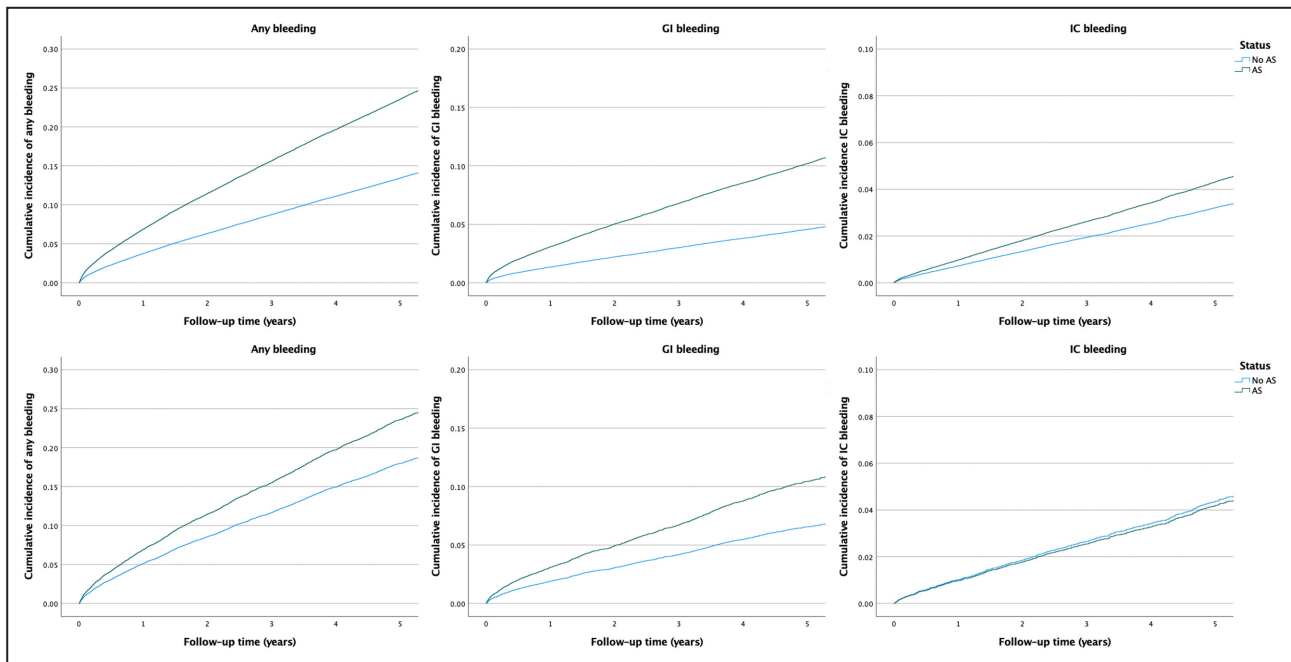 Any bleeding
Cumulative incidence of any bleeding
0.30
0.25
0.20
0.15
0.10
0.05
0.00
0 1 2 3 4 5
Follow-up time (years)
GI bleeding
Cumulative incidence of GI bleeding
0.20
0.15
0.10
0.05
0.00
0 1 2 3 4 5
Follow-up time (years)
IC bleeding
Cumulative incidence IC bleeding
0.10
0.08
0.06
0.04
0.02
0.00
0 1 2 3 4 5
Follow-up time (years)
Status
No AS
AS
Any bleeding
Cumulative incidence of any bleeding
0.30
0.25
0.20
0.15
0.10
0.05
0.00
0 1 2 3 4 5
Follow-up time (years)
GI bleeding
Cumulative incidence of GI bleeding
0.20
0.15
0.10
0.05
0.00
0 1 2 3 4 5
Follow-up time (years)
IC bleeding
Cumulative incidence of IC bleeding
0.10
0.08
0.06
0.04
0.02
0.00
0 1 2 3 4 5
Follow-up time (years)
Status
No AS
AS